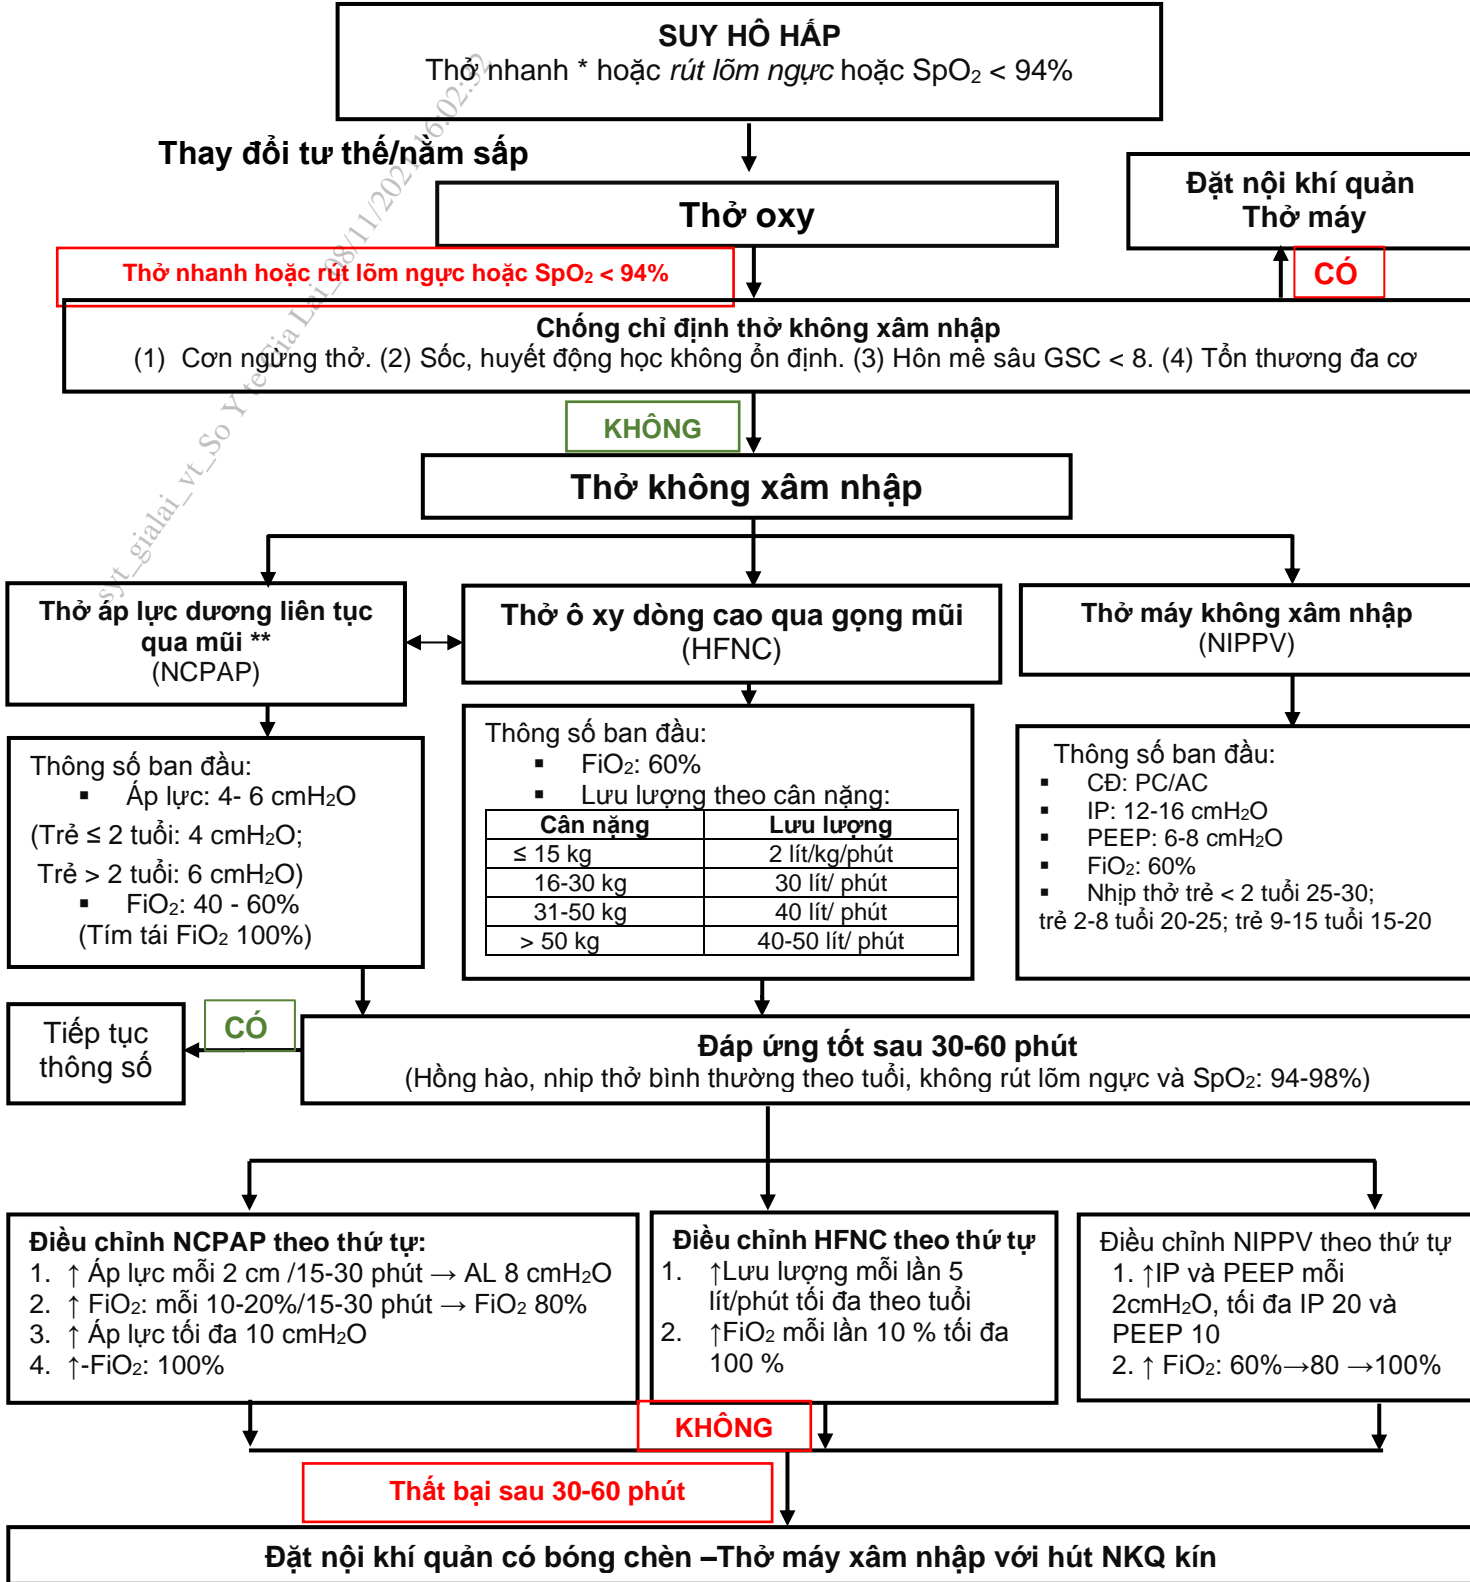 SUY HÔ HẤP
Thở nhanh * hoặc rút lõm ngực hoặc SpO₂ < 94%
Thay đổi tư thế/nằm sấp
Thở oxy
Đặt nội khí quản
Thở máy
Thở nhanh hoặc rút lõm ngực hoặc SpO₂ < 94%
CÓ
Chống chỉ định thở không xâm nhập
(1) Cơn ngừng thở. (2) Sốc, huyết động học không ổn định. (3) Hôn mê sâu GSC < 8. (4) Tổn thương đa cơ
KHÔNG
Thở không xâm nhập
Thở áp lực dương liên tục
qua mũi **
(NCPAP)
Thở ô xy dòng cao qua gọng mũi
(HFNC)
Thở máy không xâm nhập
(NIPPV)
Thông số ban đầu:
▪ Áp lực: 4- 6 cmH₂O
(Trẻ ≤ 2 tuổi: 4 cmH₂O;
Trẻ > 2 tuổi: 6 cmH₂O)
▪ FiO₂: 40 - 60%
(Tím tái FiO₂ 100%)
Thông số ban đầu:
▪ FiO₂: 60%
▪ Lưu lượng theo cân nặng:
Cân nặng Lưu lượng
≤ 15 kg 2 lít/kg/phút
16-30 kg 30 lít/ phút
31-50 kg 40 lít/ phút
> 50 kg 40-50 lít/ phút
Thông số ban đầu:
▪ CĐ: PC/AC
▪ IP: 12-16 cmH₂O
▪ PEEP: 6-8 cmH₂O
▪ FiO₂: 60%
▪ Nhịp thở trẻ < 2 tuổi 25-30;
trẻ 2-8 tuổi 20-25; trẻ 9-15 tuổi 15-20
Tiếp tục
thông số
CÓ
Đáp ứng tốt sau 30-60 phút
(Hồng hào, nhip thở bình thường theo tuổi, không rút lõm ngực và SpO₂: 94-98%)
Điều chỉnh NCPAP theo thứ tự:
1. ↑ Áp lực mỗi 2 cm /15-30 phút → AL 8 cmH₂O
2. ↑ FiO₂: mỗi 10-20%/15-30 phút → FiO₂ 80%
3. ↑ Áp lực tối đa 10 cmH₂O
4. ↑-FiO₂: 100%
Điều chỉnh HFNC theo thứ tự
1. ↑Lưu lượng mỗi lần 5
lít/phút tối đa theo tuổi
2. ↑FiO₂ mỗi lần 10 % tối đa
100 %
Điều chỉnh NIPPV theo thứ tự
1. ↑IP và PEEP mỗi
2cmH₂O, tối đa IP 20 và
PEEP 10
2. ↑ FiO₂: 60%→80 →100%
KHÔNG
Thất bại sau 30-60 phút
Đặt nội khí quản có bóng chèn –Thở máy xâm nhập với hút NKQ kín
syt_gialai_vt_So Y te Gia Lai_08/11/2021 16:02:32